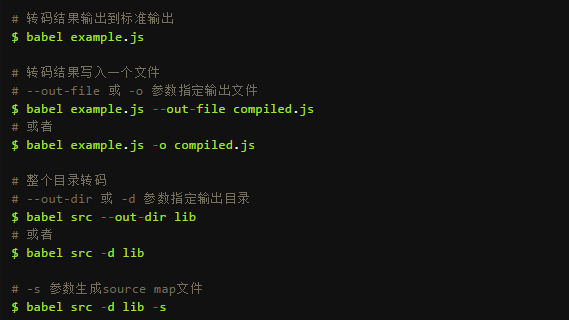 # 转码结果输出到标准输出
$ babel example.js
# 转码结果写入一个文件
# --out-file 或 -o 参数指定输出文件
$ babel example.js --out-file compiled.js
# 或者
$ babel example.js -o compiled.js
# 整个目录转码
# --out-dir 或 -d 参数指定输出目录
$ babel src --out-dir lib
# 或者
$ babel src -d lib
# -s 参数生成source map文件
$ babel src -d lib -s